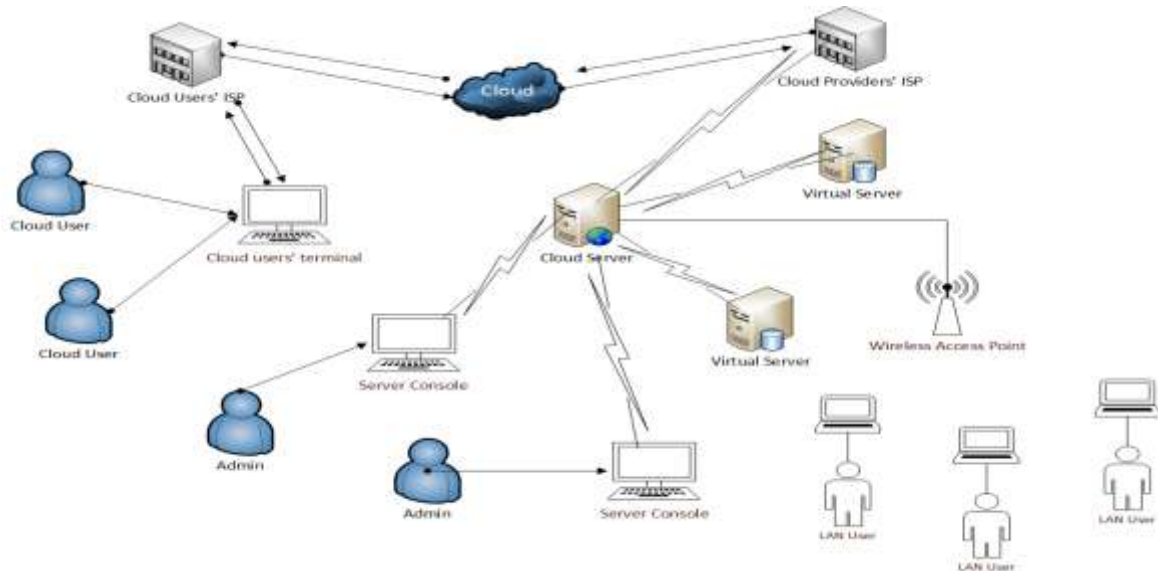 Cloud
Cloud Users' ISP
Cloud Providers' ISP
Virtual Server
Cloud User
Cloud users' terminal
Cloud Server
Cloud User
Wireless Access Point
Virtual Server
Server Console
Admin
Admin
Server Console
LAN User
LAN User
LAN User